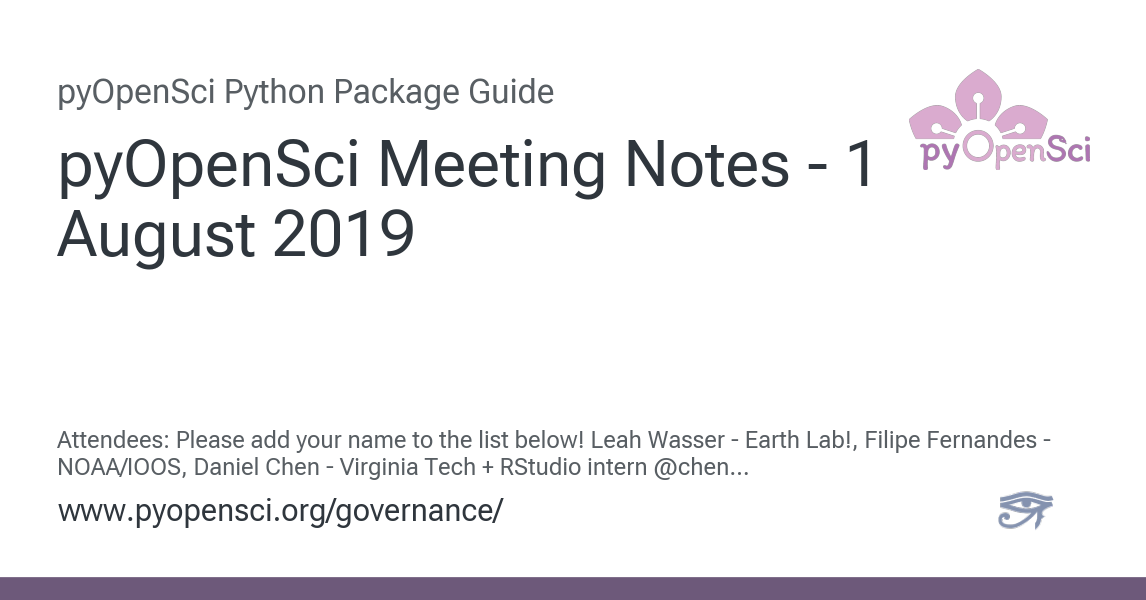 pyOpenSci Python Package Guide
pyOpenSci Meeting Notes - 1
August 2019
pyOpenSci
Attendees: Please add your name to the list below! Leah Wasser - Earth Lab!, Filipe Fernandes -
NOAA/IOOS, Daniel Chen - Virginia Tech + RStudio intern @chen...
www.pyopensci.org/governance/